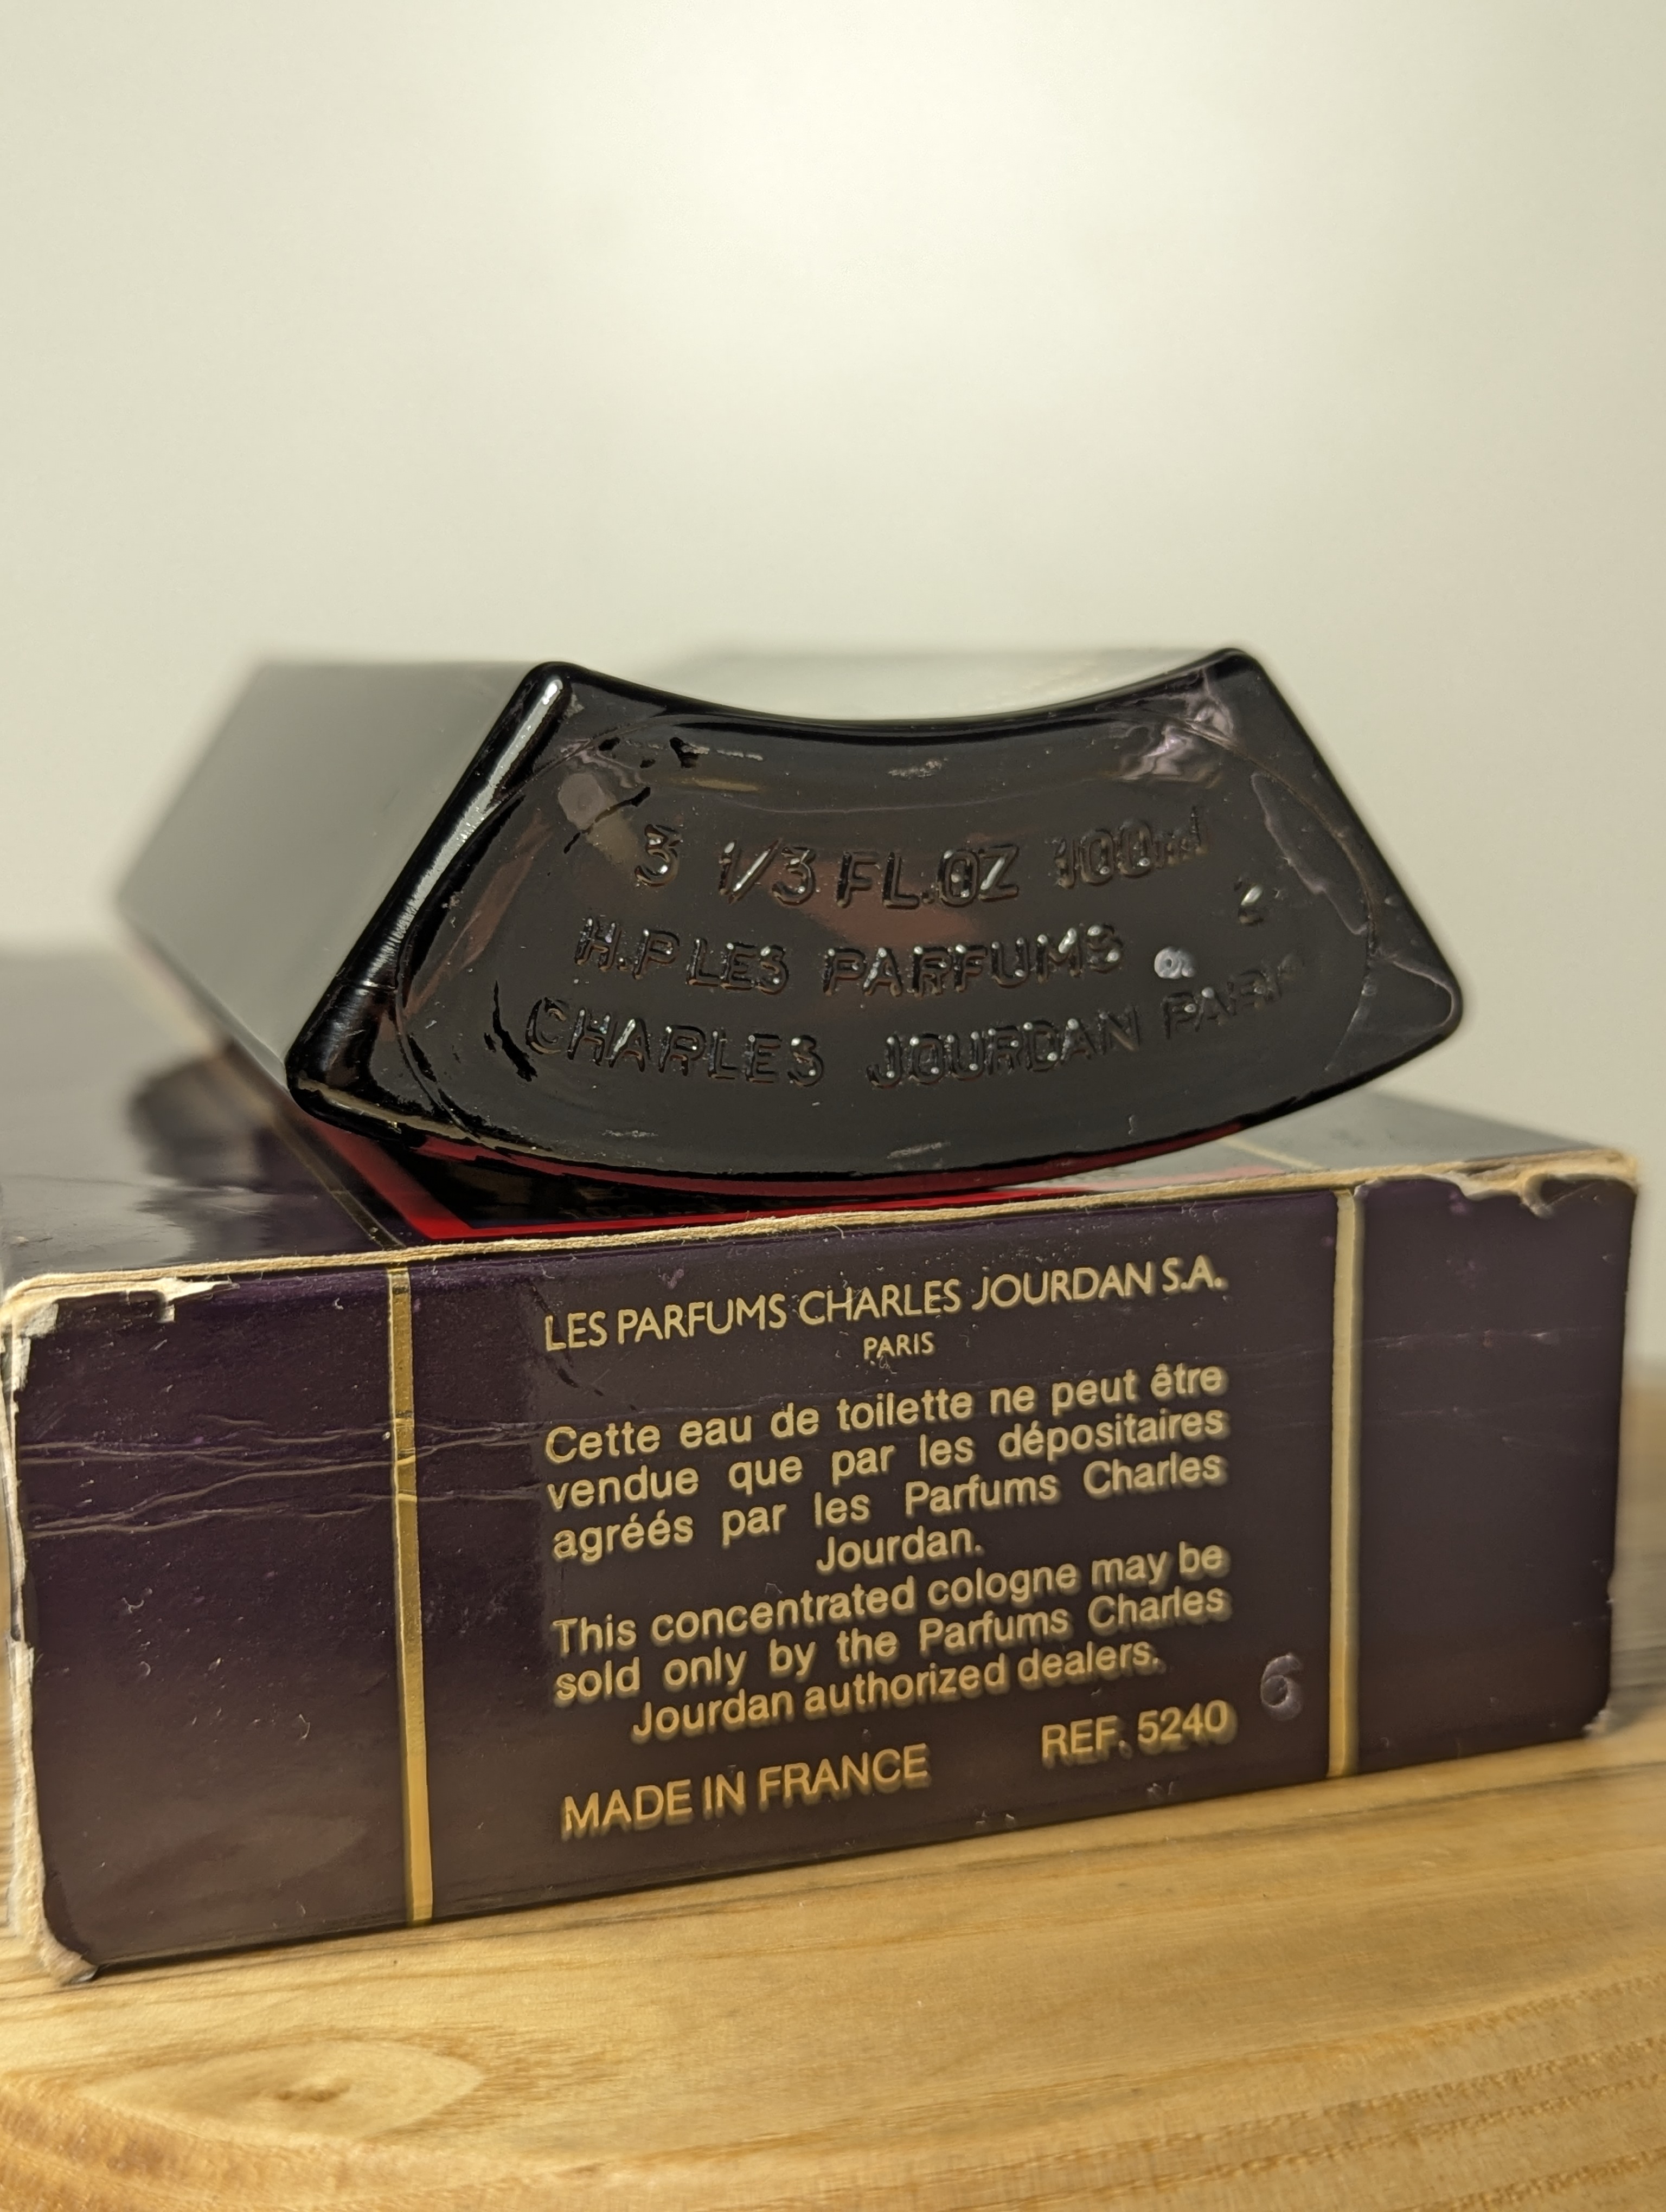 3 1/3 FL.OZ 100ml
2
H.P LES PARFUMS
CHARLES JOURDAN PARIS
LES PARFUMS CHARLES JOURDAN S.A.
PARIS
Cette eau de toilette ne peut être
vendue que par les dépositaires
agréés par les Parfums Charles
Jourdan.
This concentrated cologne may be
sold only by the Parfums Charles
Jourdan authorized dealers.
6
MADE IN FRANCE REF. 5240